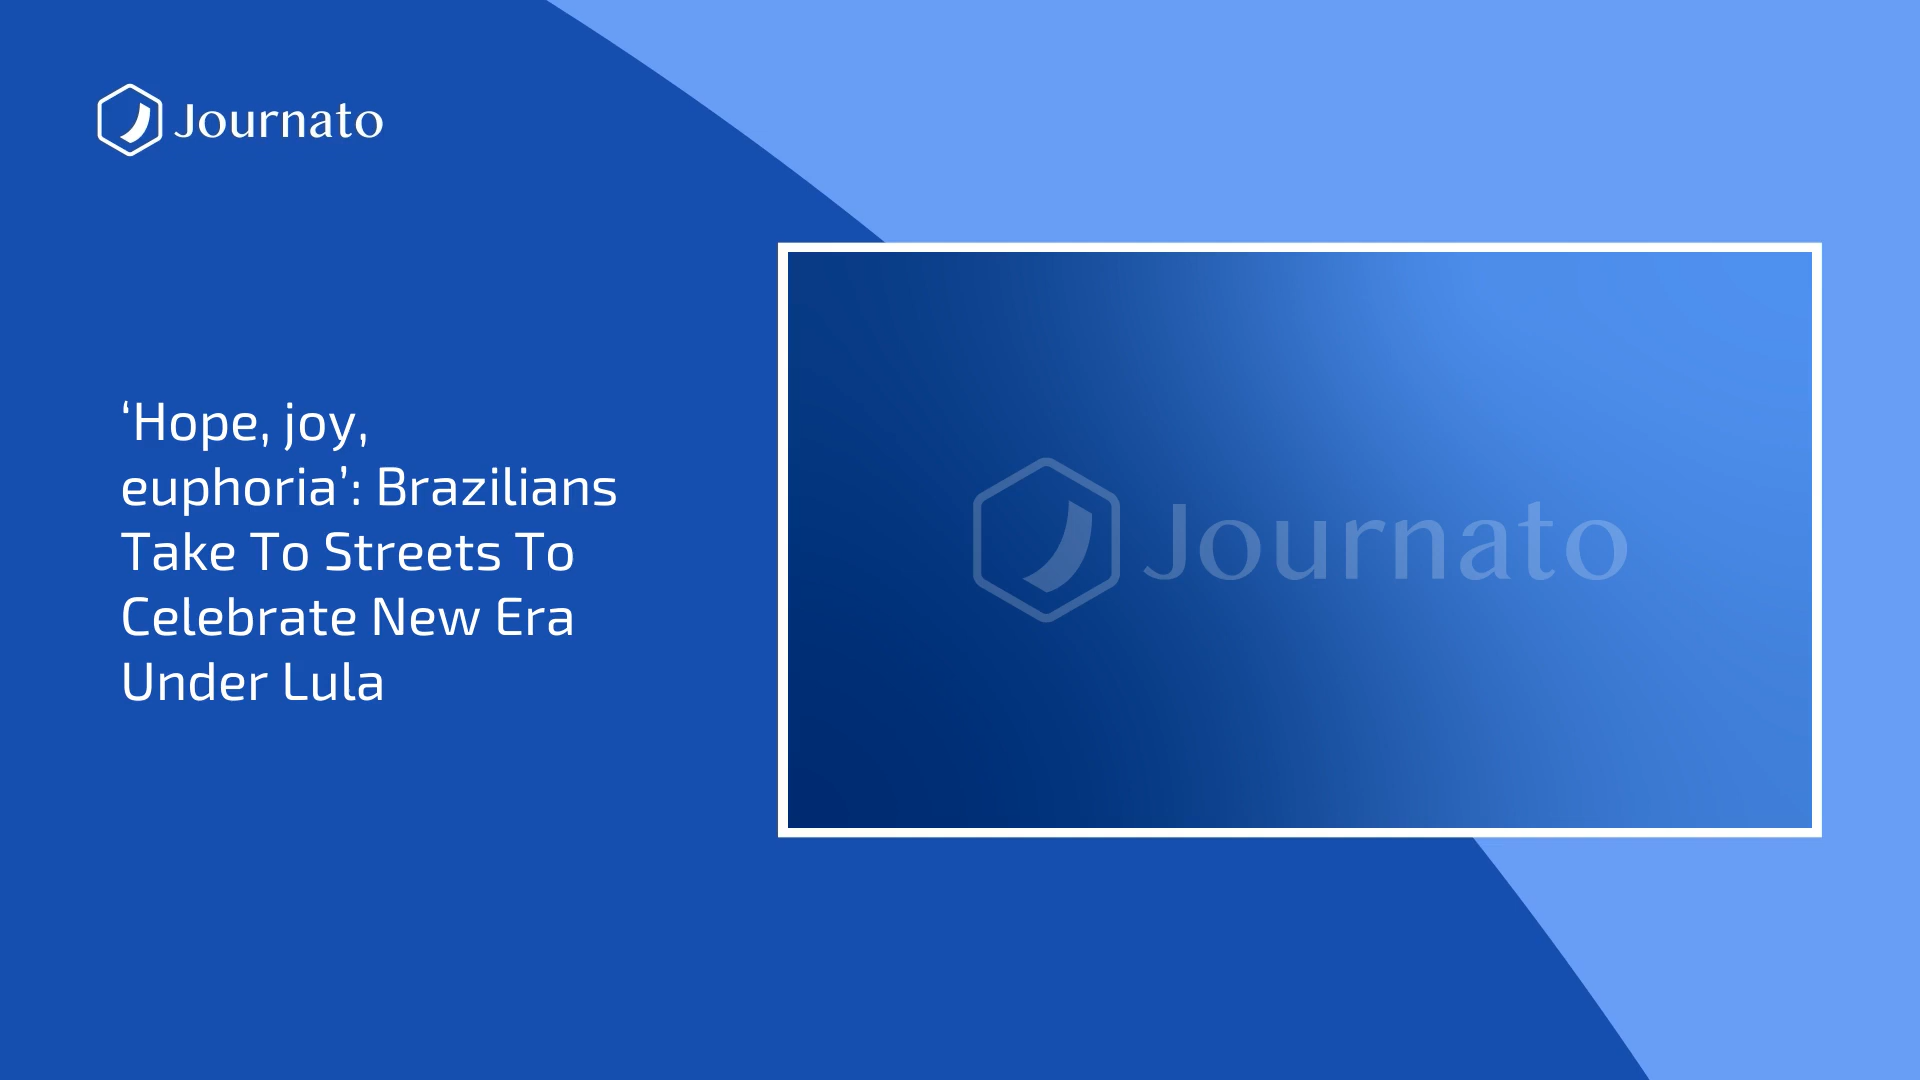 Journato
‘Hope, joy,
euphoria’: Brazilians
Take To Streets To
Celebrate New Era
Under Lula
Journato